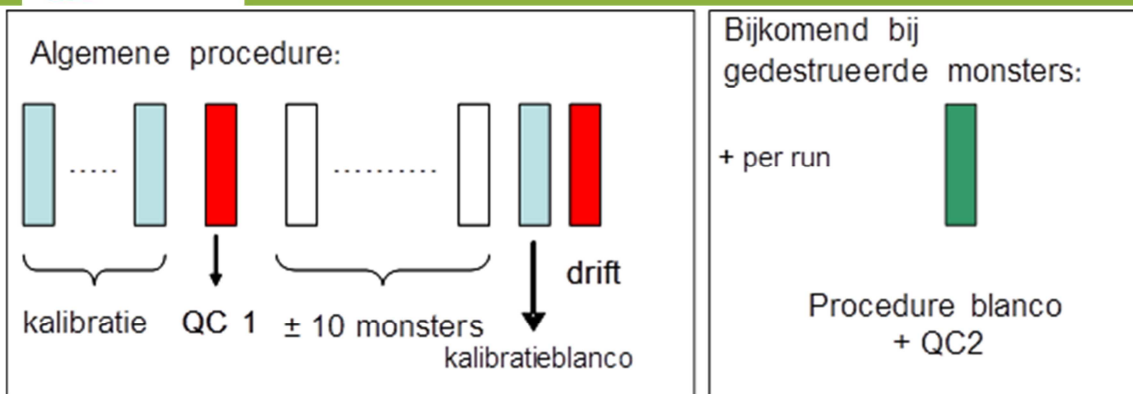 Algemene procedure:
..... ..........
kalibratie QC 1 ± 10 monsters drift
kalibratieblanco
Bijkomend bij
gedestrueerde monsters:
+ per run
Procedure blanco
+ QC2